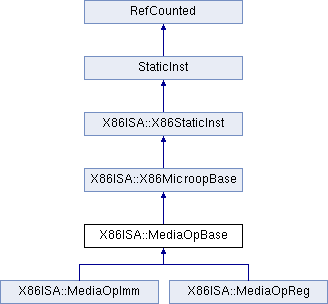 RefCounted
StaticInst
X86ISA::X86StaticInst
X86ISA::X86MicroopBase
X86ISA::MediaOpBase
X86ISA::MediaOpImm X86ISA::MediaOpReg